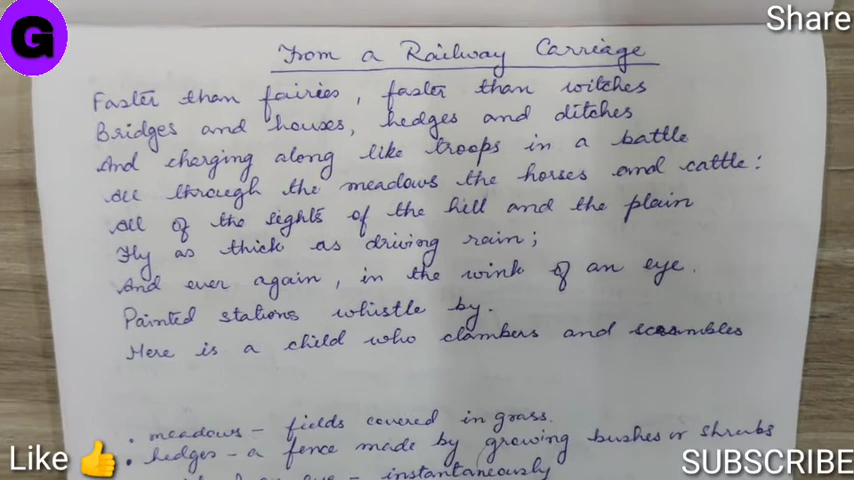 G
Share
From a Railway Carriage
Faster than fairies, faster than witches
Bridges and houses, hedges and ditches
And charging along like troops in a battle
All through the meadows the horses and cattle:
All of the sights of the hill and the plain
Fly as thick as driving rain;
And ever again, in the wink of an eye.
Painted stations whistle by.
Here is a child who clambers and scrambles
• meadows – fields covered in grass.
• hedges – a fence made by growing bushes or shrubs
an eye – instantaneously
Like 👍
SUBSCRIBE